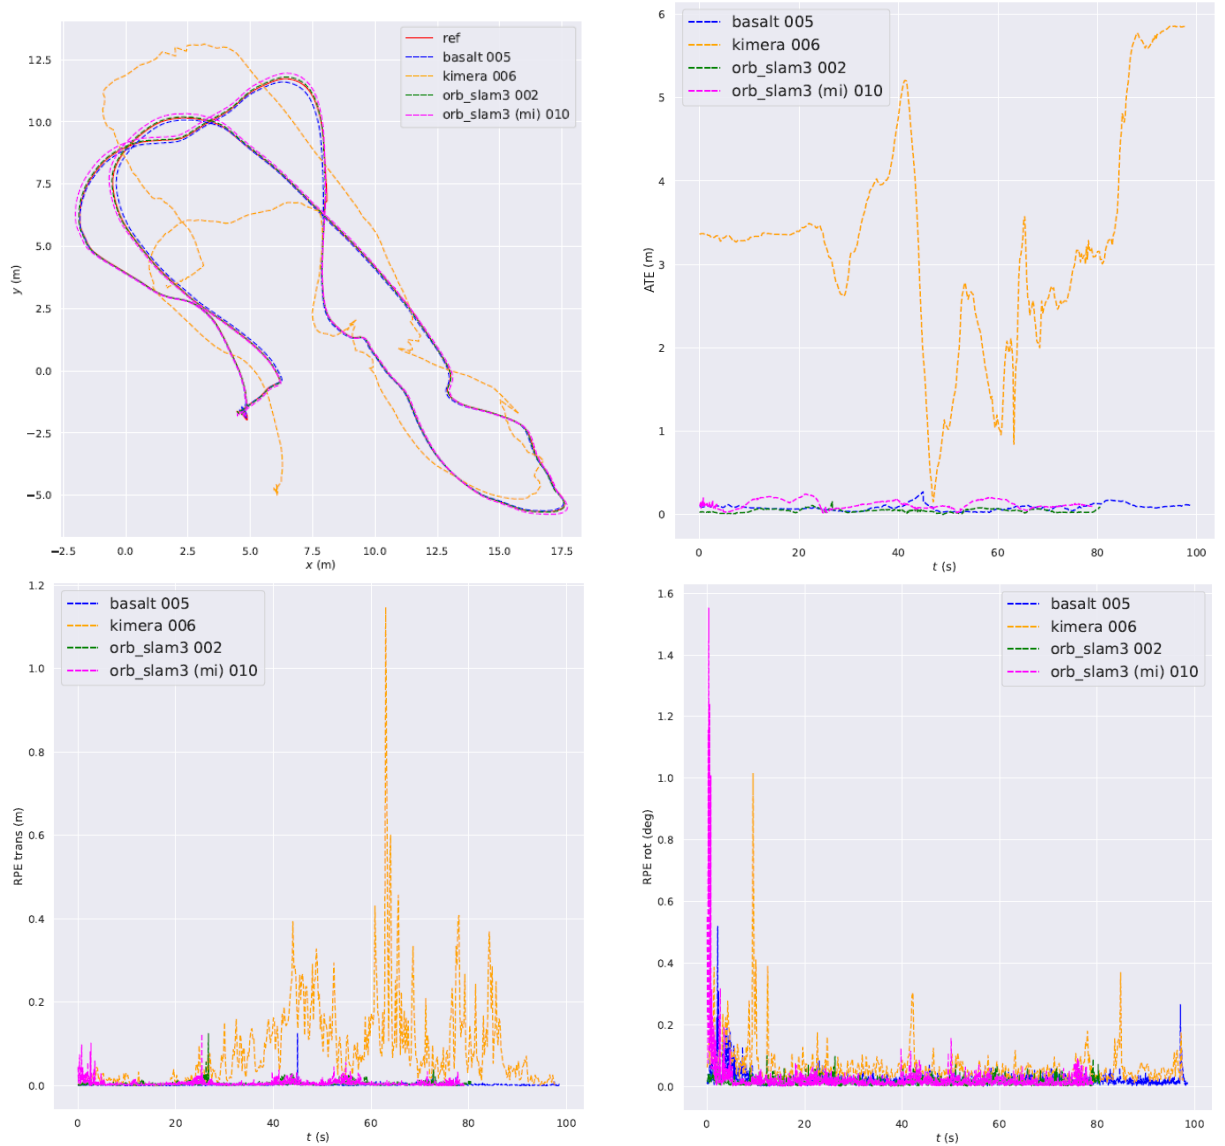 12.5
10.0
7.5
5.0
2.5
0.0
−2.5
−5.0
y (m)
−2.5 0.0 2.5 5.0 7.5 10.0 12.5 15.0 17.5
x (m)
ref
basalt 005
kimera 006
orb_slam3 002
orb_slam3 (mi) 010
6
5
4
3
2
1
0
ATE (m)
0 20 40 60 80 100
t (s)
basalt 005
kimera 006
orb_slam3 002
orb_slam3 (mi) 010
1.2
1.0
0.8
0.6
0.4
0.2
0.0
RPE trans (m)
0 20 40 60 80 100
t (s)
basalt 005
kimera 006
orb_slam3 002
orb_slam3 (mi) 010
1.6
1.4
1.2
1.0
0.8
0.6
0.4
0.2
0.0
RPE rot (deg)
0 20 40 60 80 100
t (s)
basalt 005
kimera 006
orb_slam3 002
orb_slam3 (mi) 010